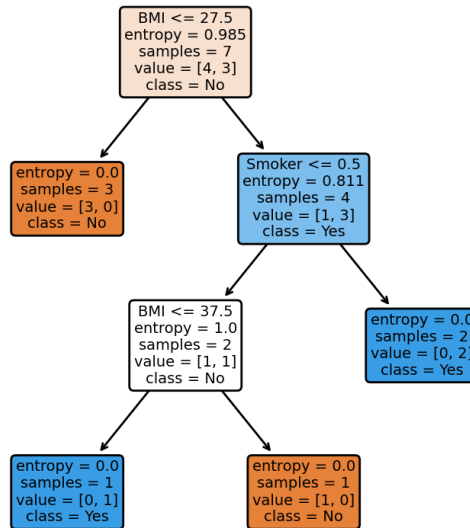 BMI <= 27.5
entropy = 0.985
samples = 7
value = [4, 3]
class = No
entropy = 0.0
samples = 3
value = [3, 0]
class = No
Smoker <= 0.5
entropy = 0.811
samples = 4
value = [1, 3]
class = Yes
BMI <= 37.5
entropy = 1.0
samples = 2
value = [1, 1]
class = No
entropy = 0.0
samples = 2
value = [0, 2]
class = Yes
entropy = 0.0
samples = 1
value = [0, 1]
class = Yes
entropy = 0.0
samples = 1
value = [1, 0]
class = No